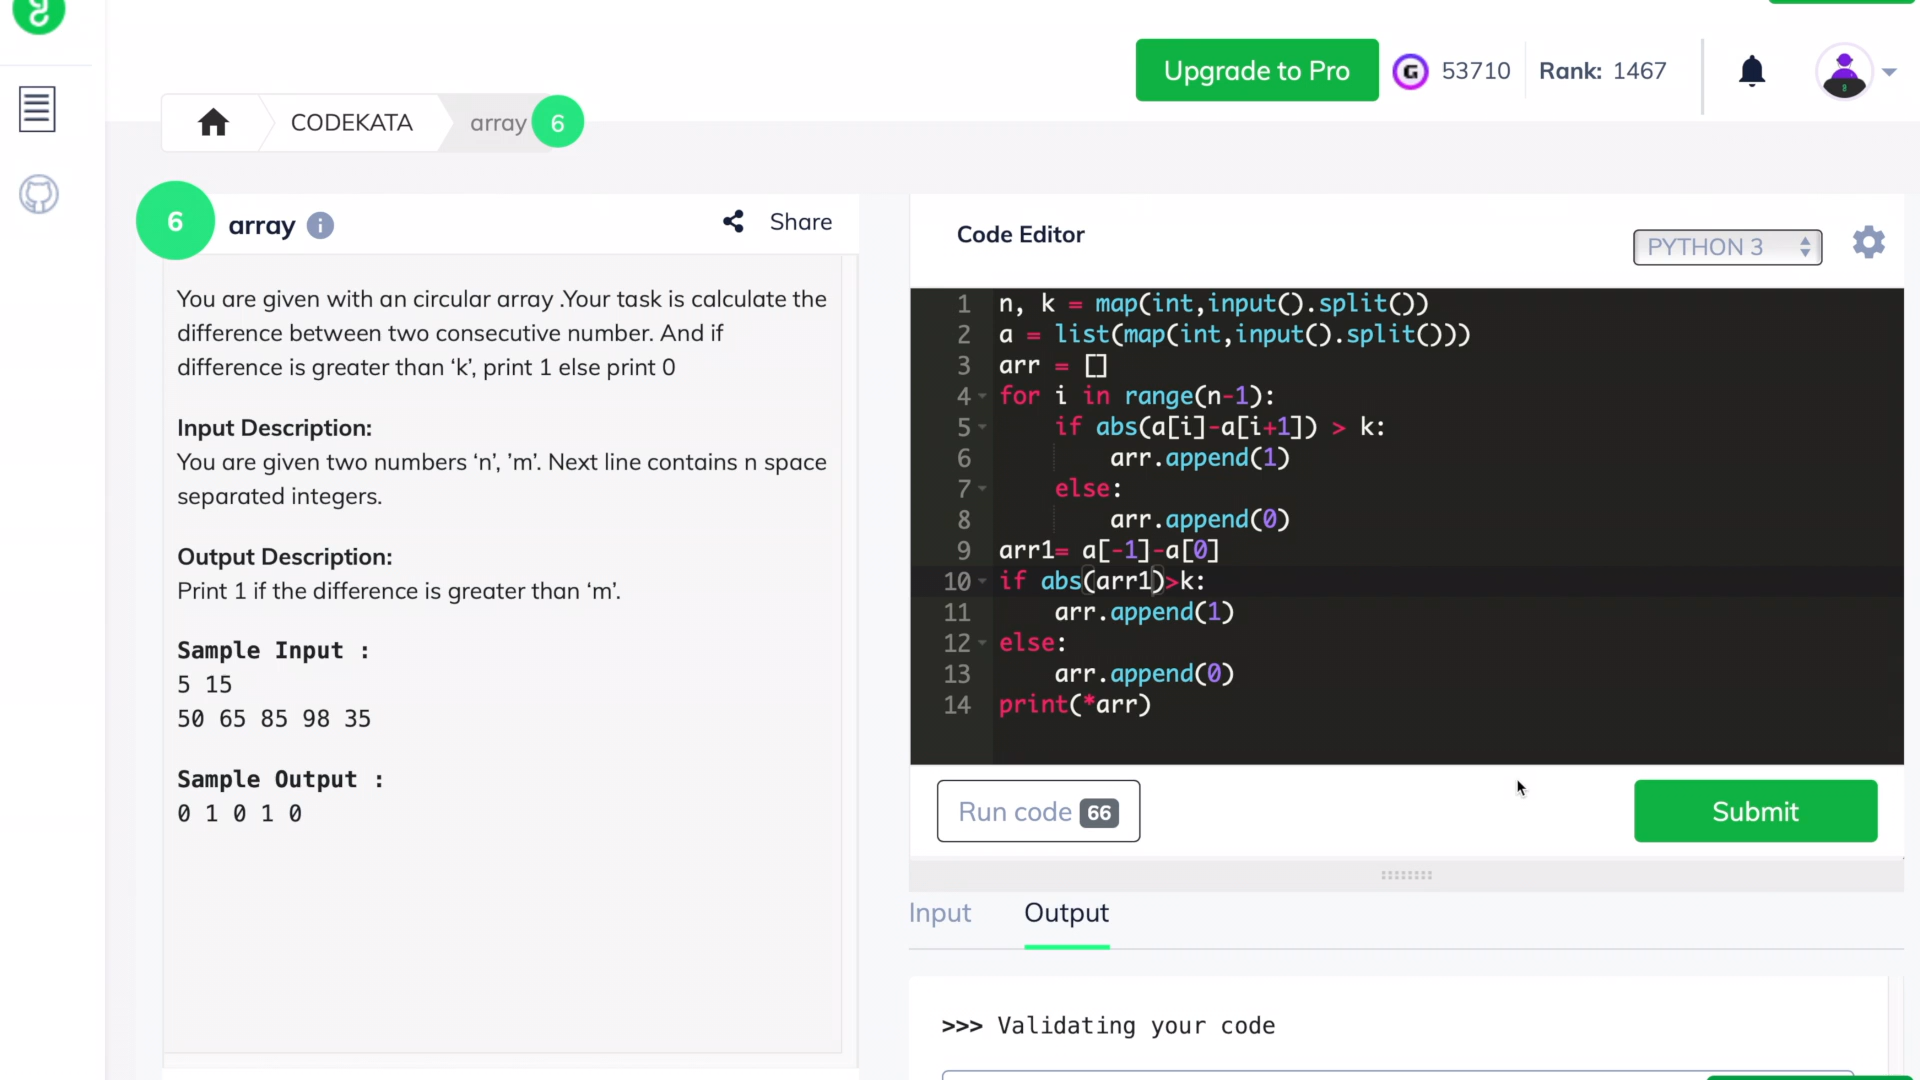 Upgrade to Pro
G
53710
Rank: 1467
CODEKATA
array
6
6
array
i
Share
You are given with an circular array .Your task is calculate the
difference between two consecutive number. And if
difference is greater than ‘k’, print 1 else print 0
Input Description:
You are given two numbers ‘n’, ’m’. Next line contains n space
separated integers.
Output Description:
Print 1 if the difference is greater than ‘m’.
Sample Input :
5 15
50 65 85 98 35
Sample Output :
0 1 0 1 0
Code Editor
PYTHON 3
1 n, k = map(int,input().split())
2 a = list(map(int,input().split()))
3 arr = []
4 for i in range(n-1):
5     if abs(a[i]-a[i+1]) > k:
6         arr.append(1)
7     else:
8         arr.append(0)
9 arr1= a[-1]-a[0]
10 if abs(arr1)>k:
11     arr.append(1)
12 else:
13     arr.append(0)
14 print(*arr)
Run code 66
Submit
Input
Output
>>> Validating your code